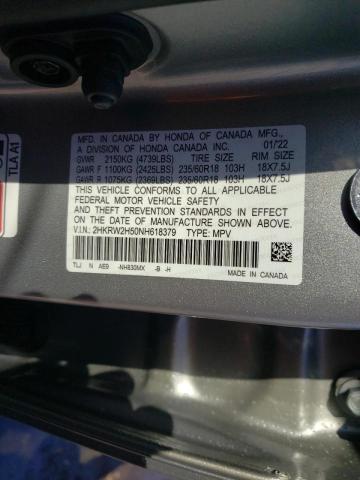 TLA A1
MFD. IN CANADA BY HONDA OF CANADA MFG.,
A DIVISION OF HONDA CANADA INC. 01/'22
GVWR 2150KG (4739LBS) TIRE SIZE RIM SIZE
GAWR F 1100KG (2425LBS) 235/60R18 103H 18X7.5J
GAWR R 1075KG (2369LBS) 235/60R18 103H 18X7.5J
THIS VEHICLE CONFORMS TO ALL APPLICABLE
FEDERAL MOTOR VEHICLE SAFETY
AND THEFT PREVENTION STANDARDS IN EFFECT
ON THE DATE OF MANUFACTURE SHOWN ABOVE.
V.I.N.: 2HKRW2H50NH618379 TYPE: MPV
TLJ N AE9 -NH830MX -B -H
MADE IN
CANADA